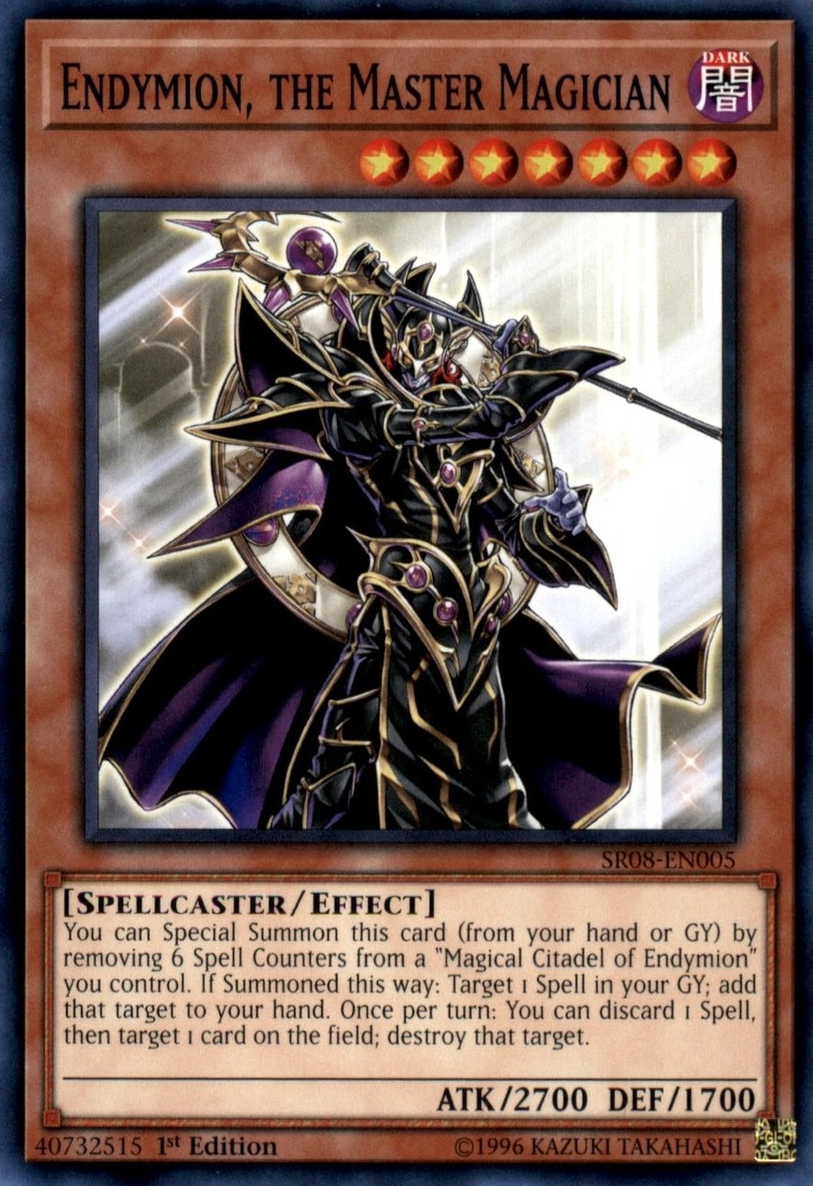 ENDYMION, THE MASTER MAGICIAN
DARK
闇
SR08-EN005
[SPELLCASTER/EFFECT]
You can Special Summon this card (from your hand or GY) by
removing 6 Spell Counters from a "Magical Citadel of Endymion"
you control. If Summoned this way: Target 1 Spell in your GY; add
that target to your hand. Once per turn: You can discard 1 Spell,
then target 1 card on the field; destroy that target.
ATK/2700 DEF/1700
40732515 1st Edition
©1996 KAZUKI TAKAHASHI